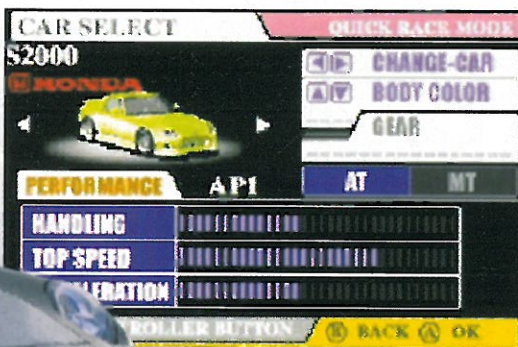 CAR SELECT
QUICK RACE MODE
S2000
HONDA
CHANGE-CAR
BODY COLOR
GEAR
PERFORMANCE
AP1
AT
MT
HANDLING
TOP SPEED
LERATION
ROLLER BUTTON
B BACK A OK